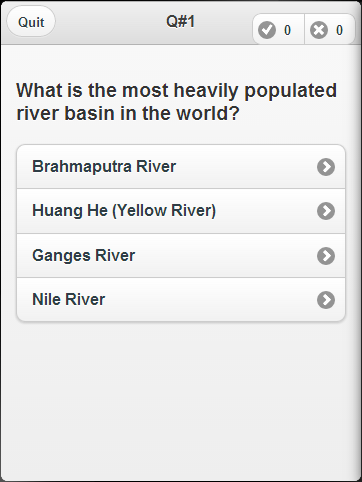 Quit Q#1 0 0
What is the most heavily populated
river basin in the world?
Brahmaputra River
Huang He (Yellow River)
Ganges River
Nile River